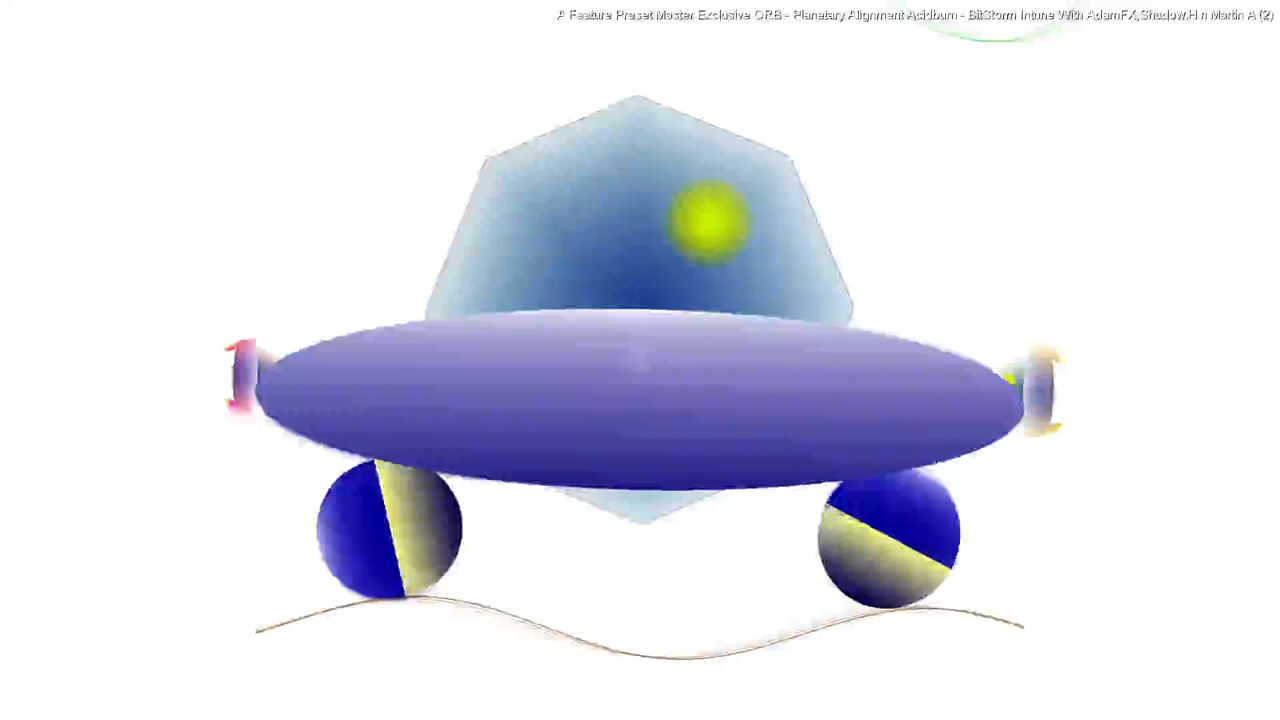 A Feature Preset Master Exclusive ORB - Planetary Alignment Acidburn - BitStorm Intune With AdamFX,Shadow.H n Martin A (2)